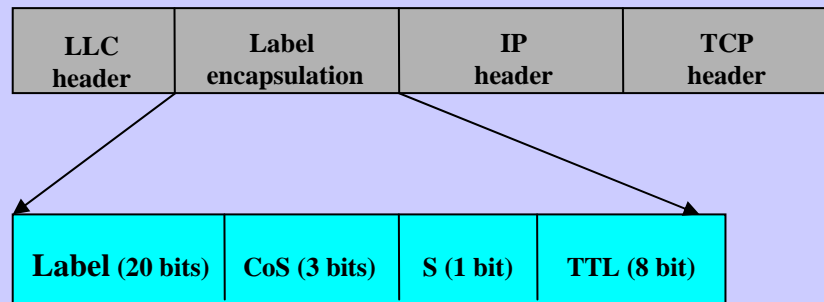 LLC
header
Label
encapsulation
IP
header
TCP
header
Label (20 bits)
CoS (3 bits)
S (1 bit)
TTL (8 bit)